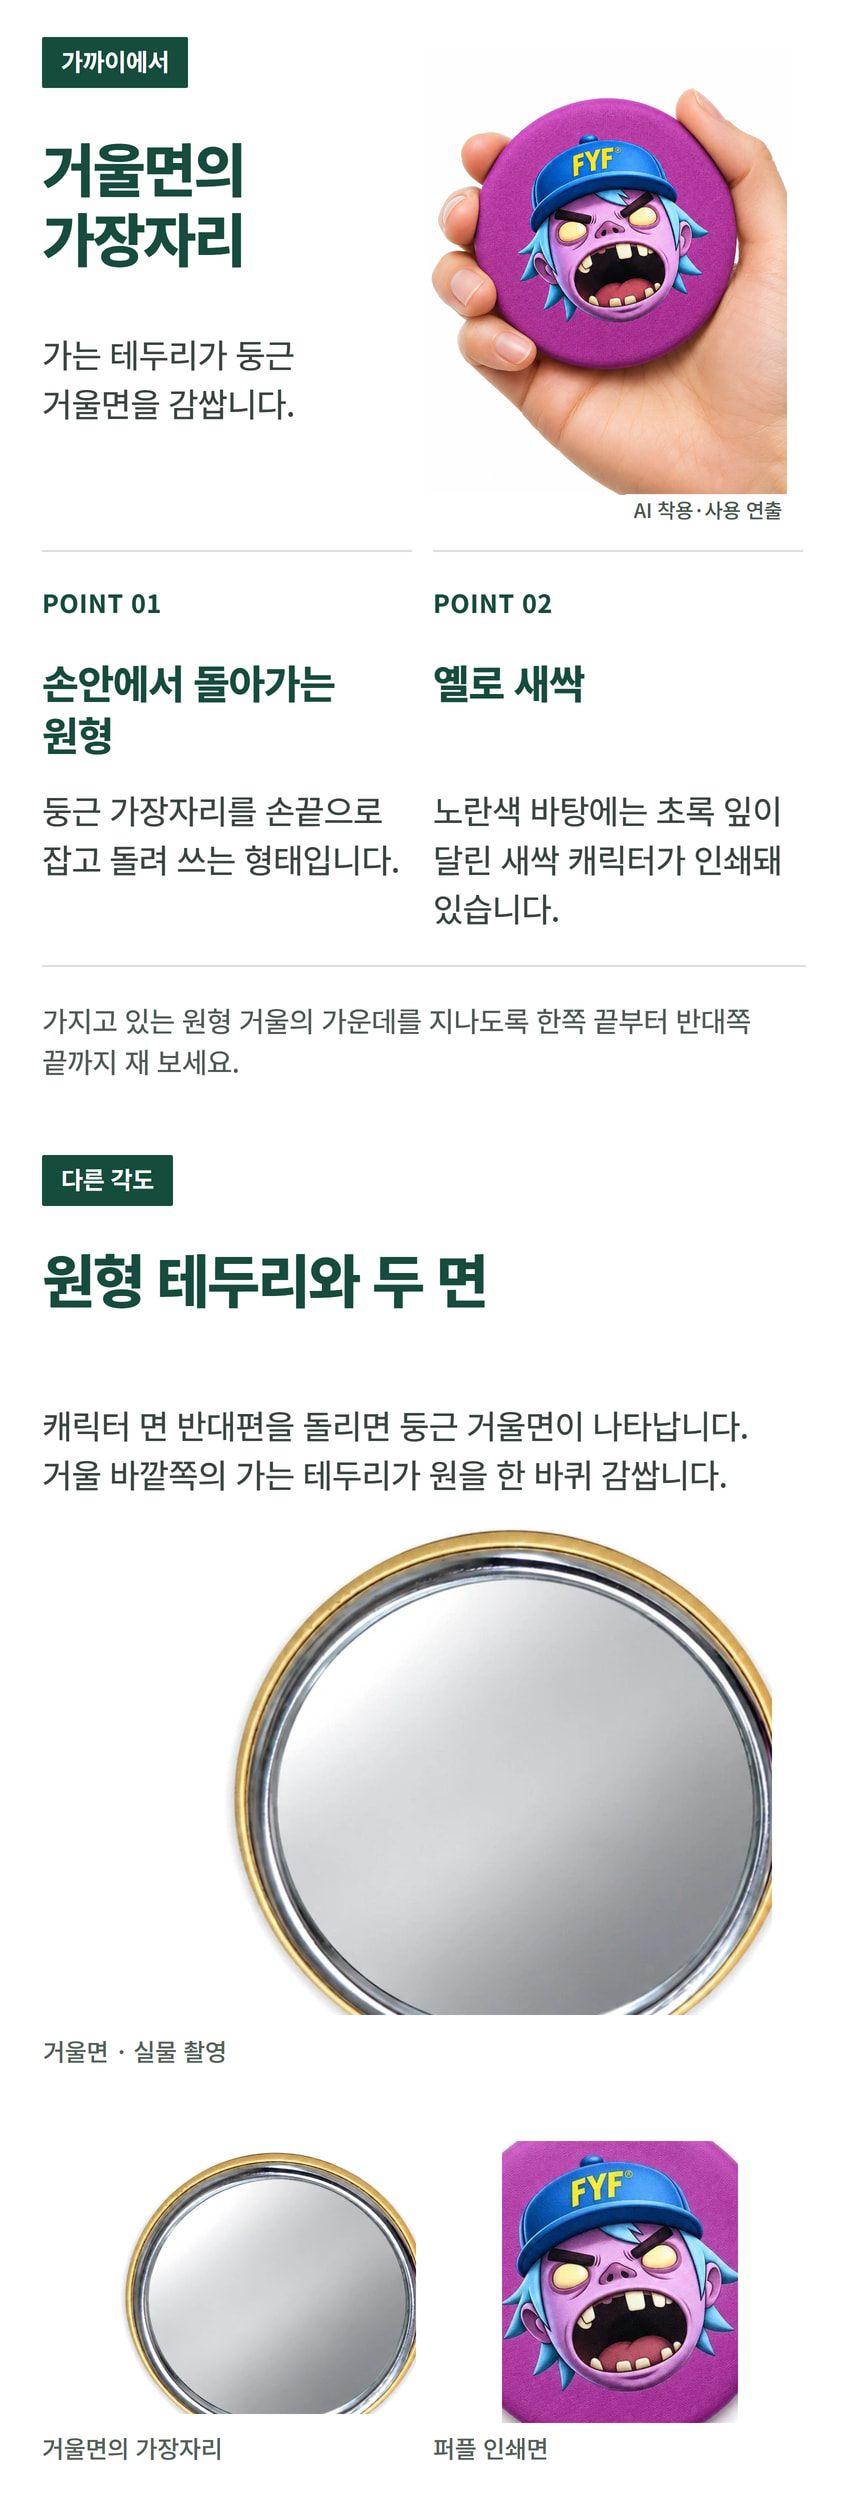 가까이에서
거울면의
가장자리
가는 테두리가 둥근
거울면을 감쌉니다.
FYF®
AI 착용·사용 연출
POINT 01
손안에서 돌아가는
원형
둥근 가장자리를 손끝으로
잡고 돌려 쓰는 형태입니다.
POINT 02
옐로 새싹
노란색 바탕에는 초록 잎이
달린 새싹 캐릭터가 인쇄돼
있습니다.
가지고 있는 원형 거울의 가운데를 지나도록 한쪽 끝부터 반대쪽
끝까지 재 보세요.
다른 각도
원형 테두리와 두 면
캐릭터 면 반대편을 돌리면 둥근 거울면이 나타납니다.
거울 바깥쪽의 가는 테두리가 원을 한 바퀴 감쌉니다.
거울면 · 실물 촬영
FYF®
거울면의 가장자리
퍼플 인쇄면